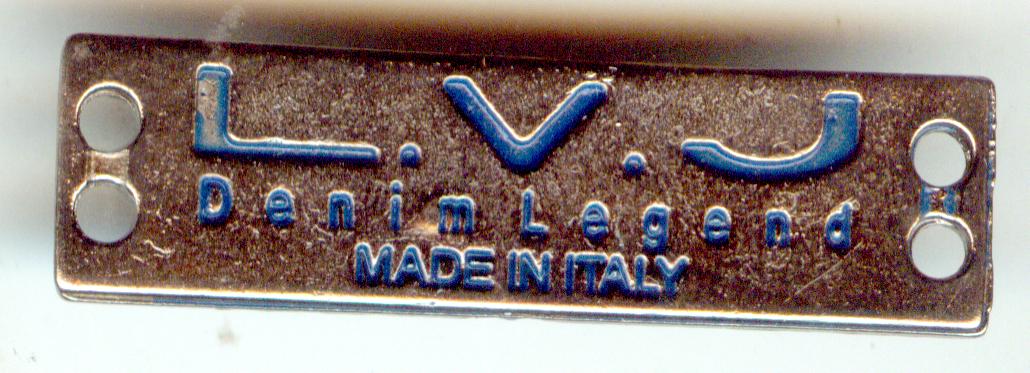 L.V.J
Denim Legend
MADE IN ITALY